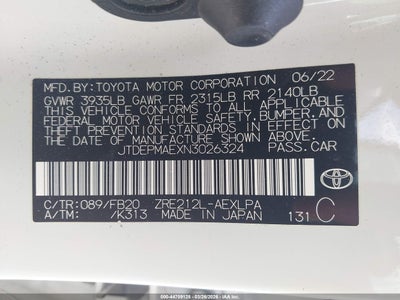 MFD.BY:TOYOTA MOTOR CORPORATION 06/22
GVWR 3935LB GAWR FR 2315LB RR 2140LB
THIS VEHICLE CONFORMS TO ALL APPLICABLE
FEDERAL MOTOR VEHICLE SAFETY,BUMPER,AND
THEFT PREVENTION STANDARDS IN EFFECT ON
THE DATE OF MANUFACTURE SHOWN ABOVE.
JTDEPMAEXN3026324 PASS.CAR
C/TR:089/FB20 ZRE212L-AEXLPA
A/TM: /K313 MADE IN JAPAN 131 C
TOYOTA